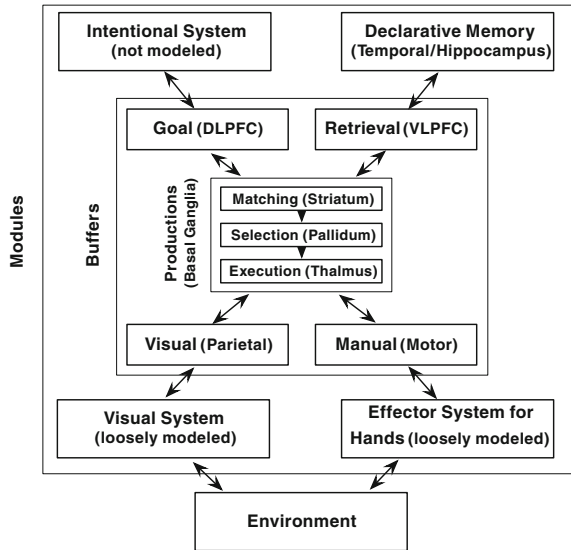 Intentional System
(not modeled)
Declarative Memory
(Temporal/Hippocampus)
Goal (DLPFC)
Retrieval (VLPFC)
Modules
Buffers
Productions
(Basal Ganglia)
Matching (Striatum)
Selection (Pallidum)
Execution (Thalmus)
Visual (Parietal)
Manual (Motor)
Visual System
(loosely modeled)
Effector System for
Hands (loosely modeled)
Environment